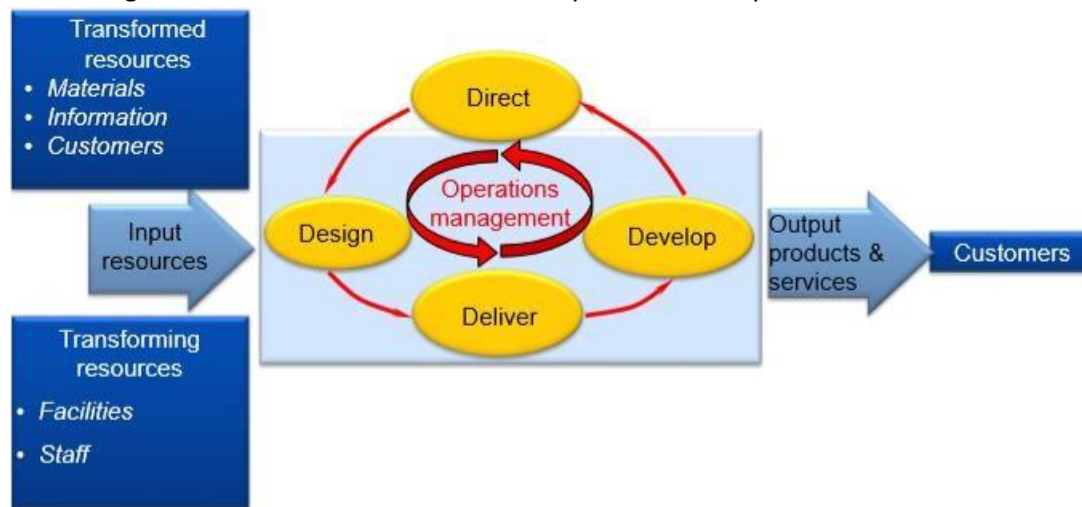 Transformed
resources
• Materials
• Information
• Customers
Input
resources
Transforming
resources
• Facilities
• Staff
Direct
Operations
management
Design
Develop
Deliver
Output
products &
services
Customers